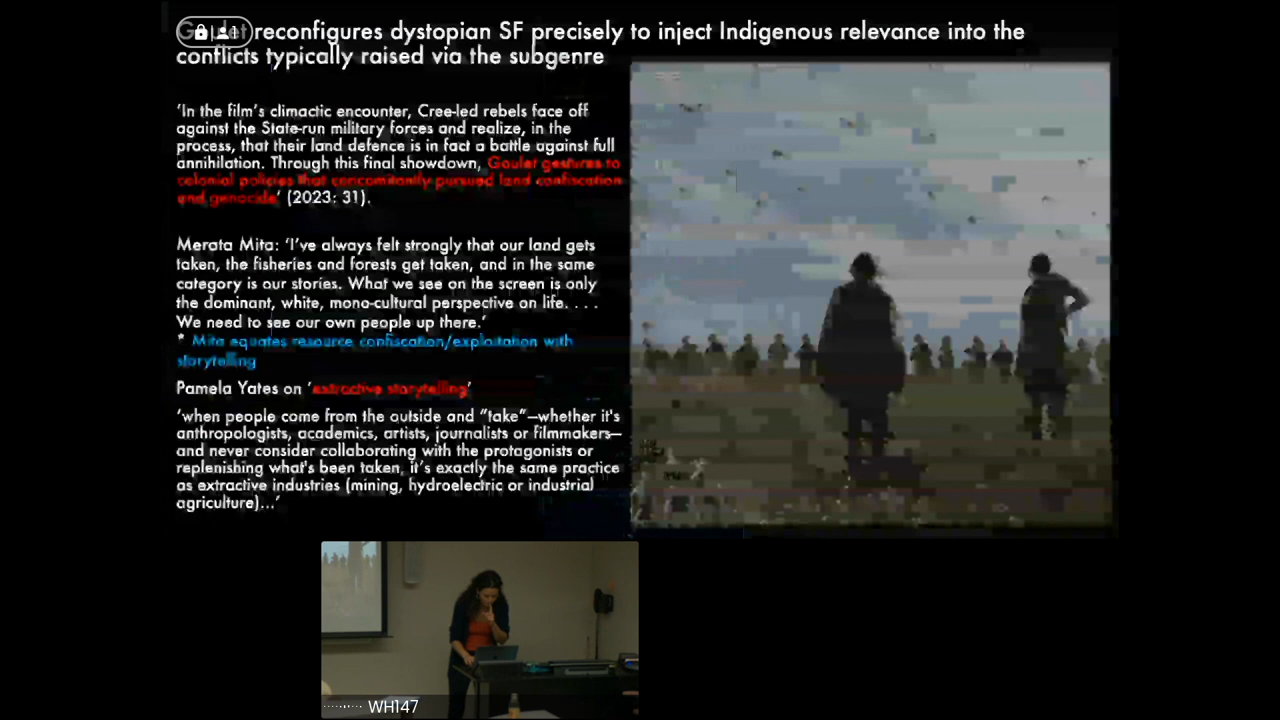 Goulet reconfigures dystopian SF precisely to inject Indigenous relevance into the
conflicts typically raised via the subgenre
‘In the film’s climactic encounter, Cree-led rebels face off
against the State-run military forces and realize, in the
process, that their land defence is in fact a battle against full
annihilation. Through this final showdown, Goulet gestures to
colonial policies that concomitantly pursued land confiscation
and genocide’ (2023: 31).
Merata Mita: ‘I’ve always felt strongly that our land gets
taken, the fisheries and forests get taken, and in the same
category is our stories. What we see on the screen is only
the dominant, white, mono-cultural perspective on life. . . .
We need to see our own people up there.’
* Mita equates resource confiscation/exploitation with
storytelling
Pamela Yates on ‘extractive storytelling’
‘when people come from the outside and “take”—whether it's
anthropologists, academics, artists, journalists or filmmakers—
and never consider collaborating with the protagonists or
replenishing what's been taken, it’s exactly the same practice
as extractive industries (mining, hydroelectric or industrial
agriculture)...’
WH147